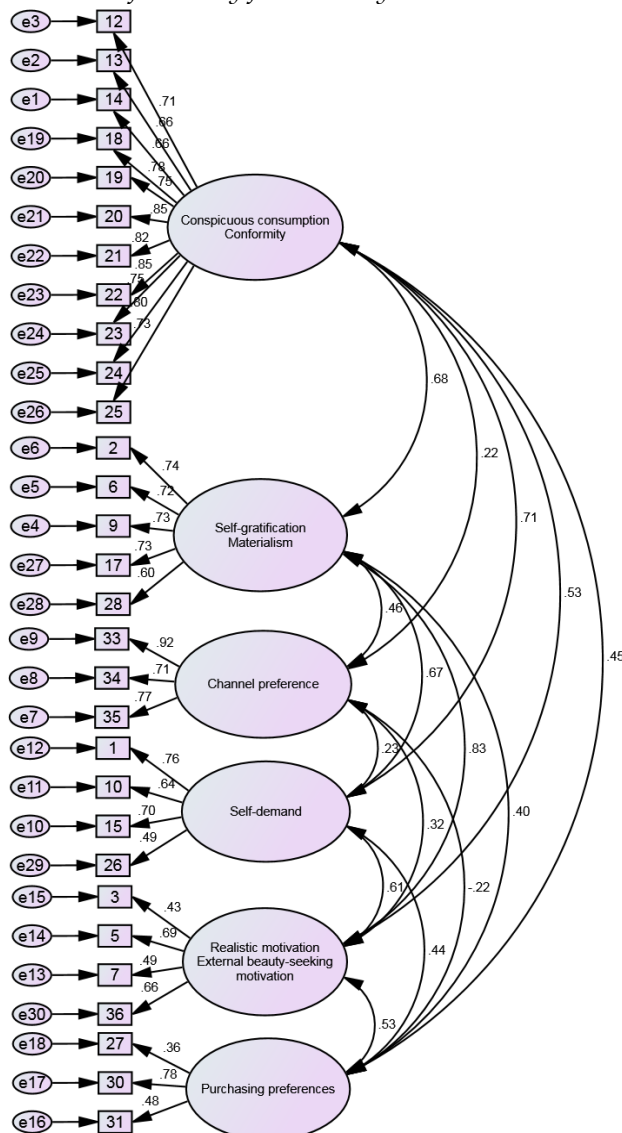 e3 12
.71
e2 13
.66
e1 14
.66
e19 18
.78
e20 19
.75
e21 20
.85
Conspicuous consumption
Conformity
e22 21
.82
e23 22
.85
.75
e24 23
.80
.73
e25 24
e26 25
.68
.22
.71
.53
.45
e6 2
.74
e5 6
.72
e4 9
.73
Self-gratification
Materialism
e27 17
.73
e28 28
.60
.46
.67
.83
.40
e9 33
.92
e8 34
.71
Channel preference
e7 35
.77
.23
.32
-.22
e12 1
.76
e11 10
.64
Self-demand
e10 15
.70
e29 26
.49
.61
.44
e15 3
.43
e14 5
.69
Realistic motivation
External beauty-seeking
motivation
e13 7
.49
e30 36
.66
.53
e18 27
.36
e17 30
.78
Purchasing preferences
e16 31
.48